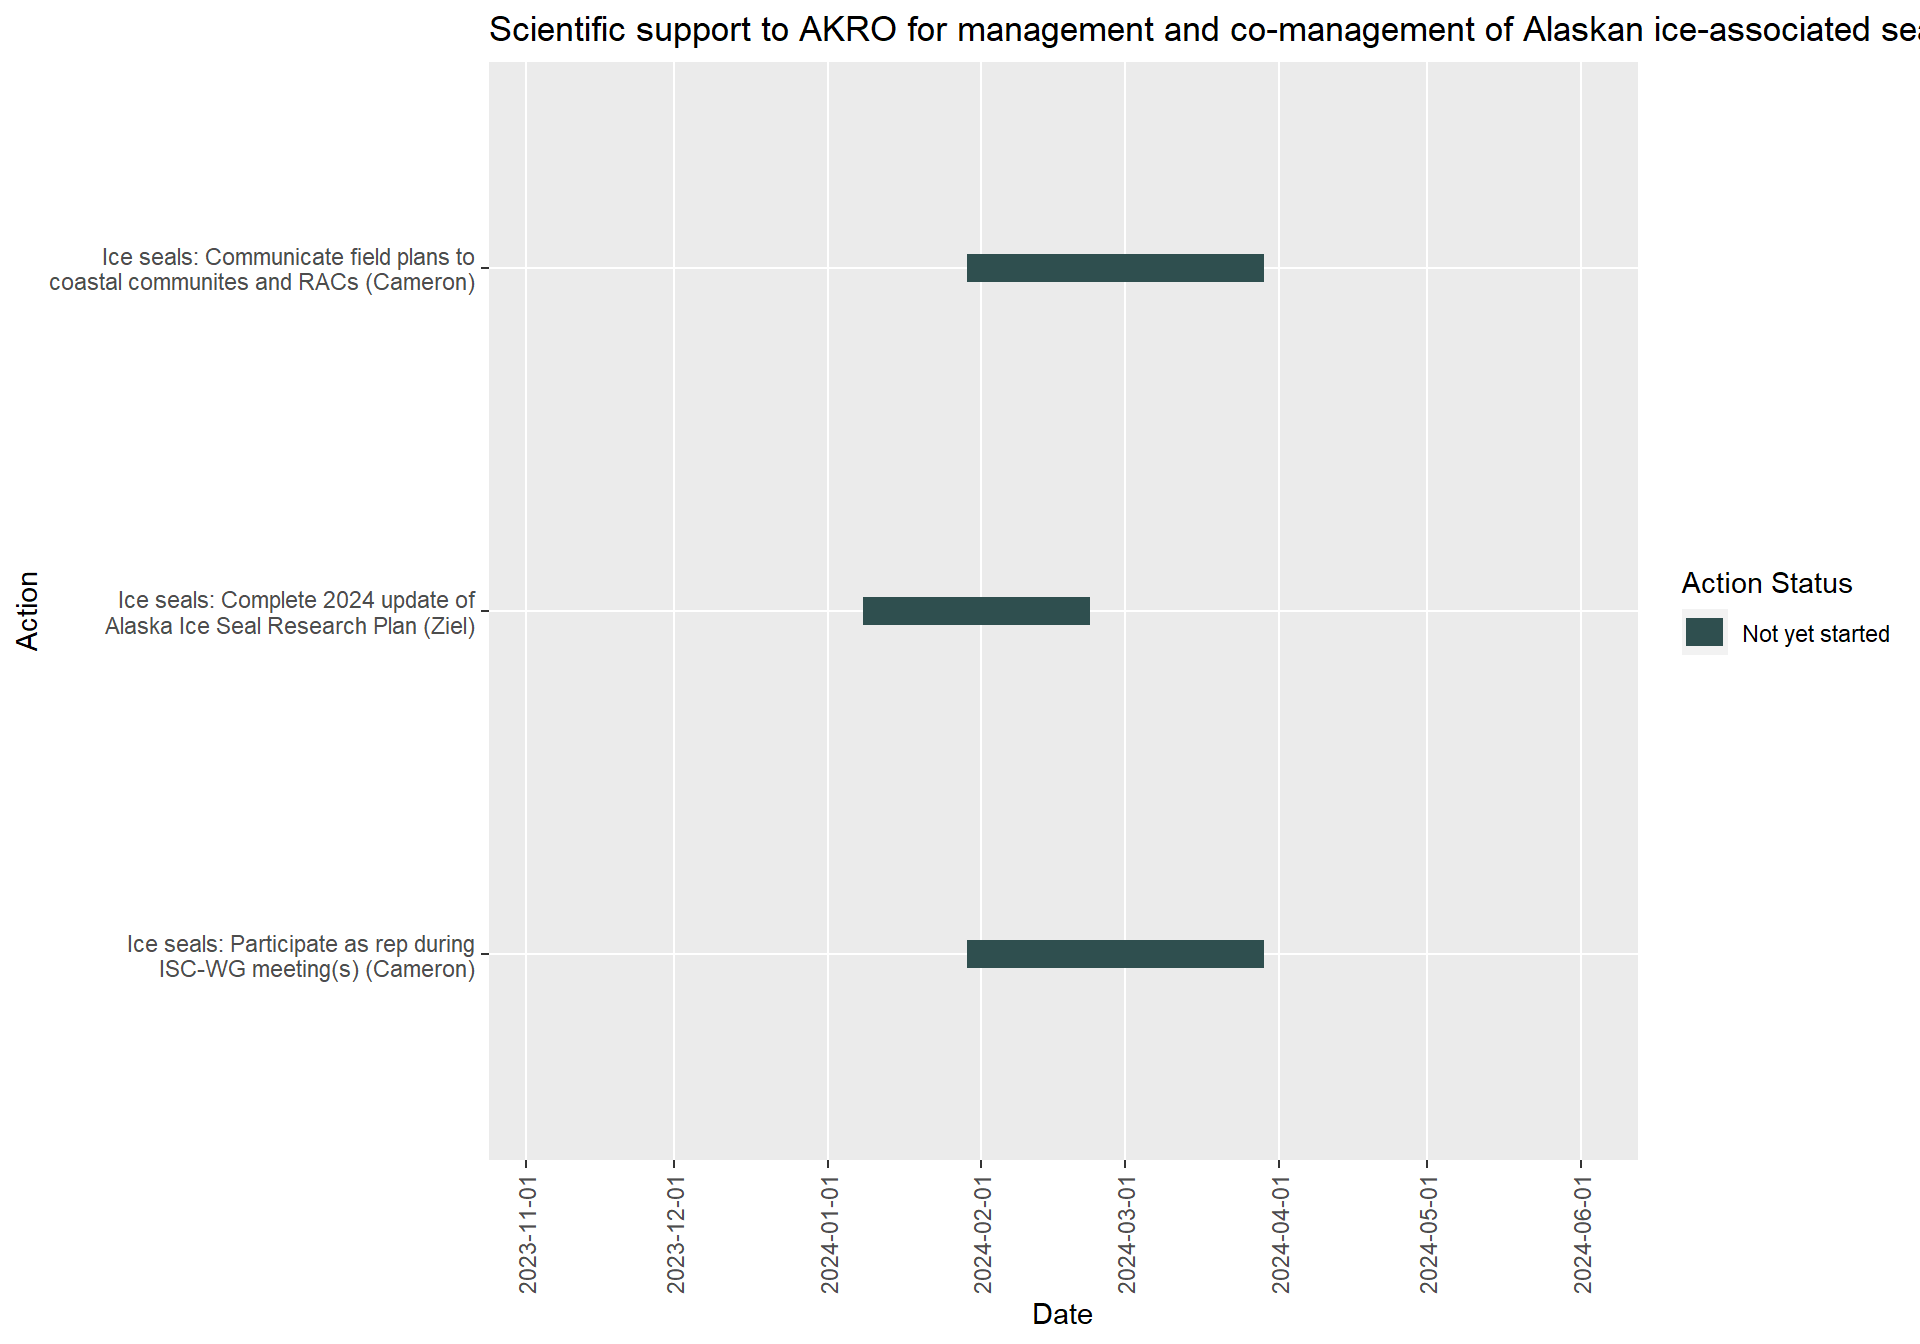 Scientific support to AKRO for management and co-management of Alaskan ice-associated sea
Ice seals: Communicate field plans to
coastal communites and RACs (Cameron)
Ice seals: Complete 2024 update of
Alaska Ice Seal Research Plan (Ziel)
Ice seals: Participate as rep during
ISC-WG meeting(s) (Cameron)
Action
Action Status
Not yet started
2023-11-01
2023-12-01
2024-01-01
2024-02-01
2024-03-01
2024-04-01
2024-05-01
2024-06-01
Date